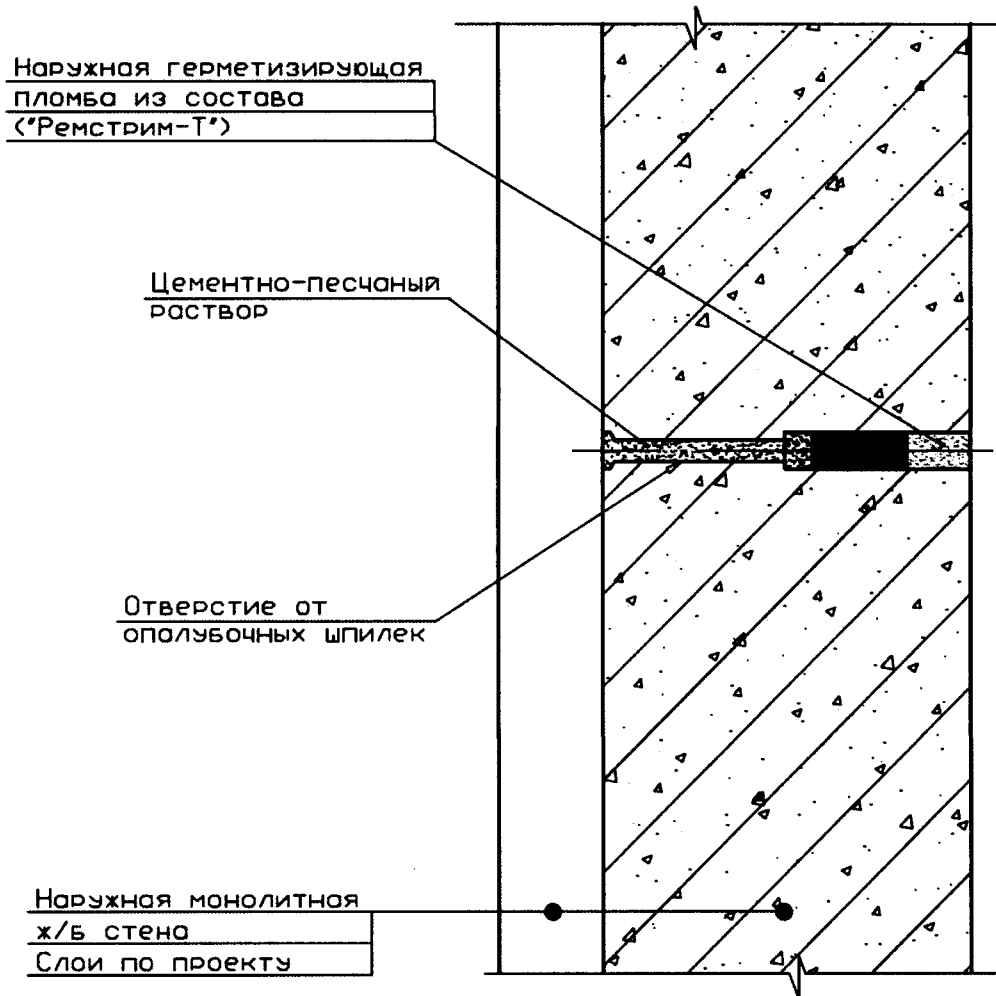 Наружная герметизирующая
пломба из состава
("Ремстрим-Т")
Цементно-песчаный
раствор
Отверстие от
опалубочных шпилек
Наружная монолитная
ж/б стена
Слои по проекту